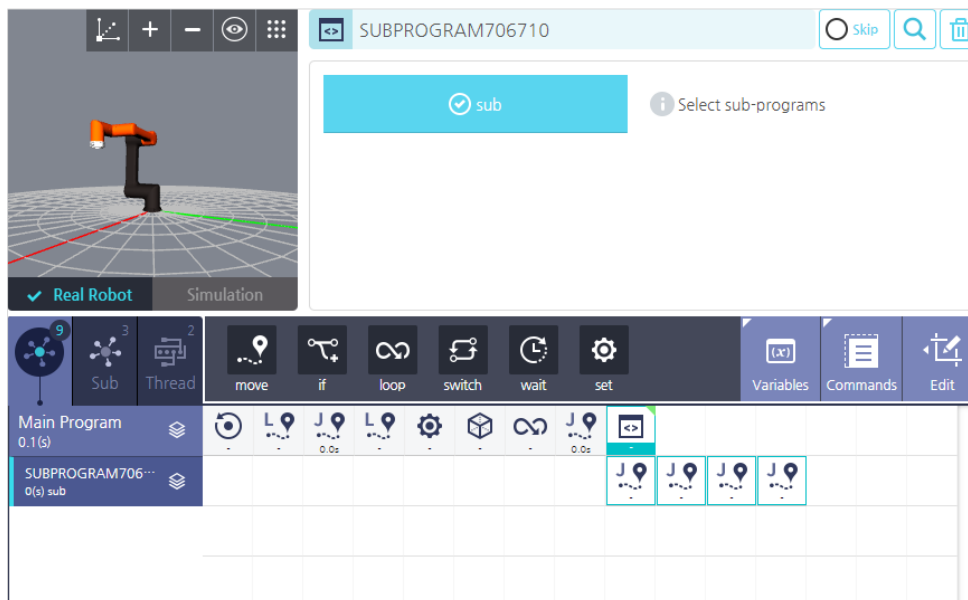 SUBPROGRAM706710
Skip
sub
Select sub-programs
Real Robot
Simulation
9
3
Sub
2
Thread
move
if
loop
switch
wait
set
(x)
Variables
Commands
Edit
Main Program
0.1(s)
L J L J
- - 0.0s - - - - 0.0s -
SUBPROGRAM706...
0(s) sub
J J J J
- - - -